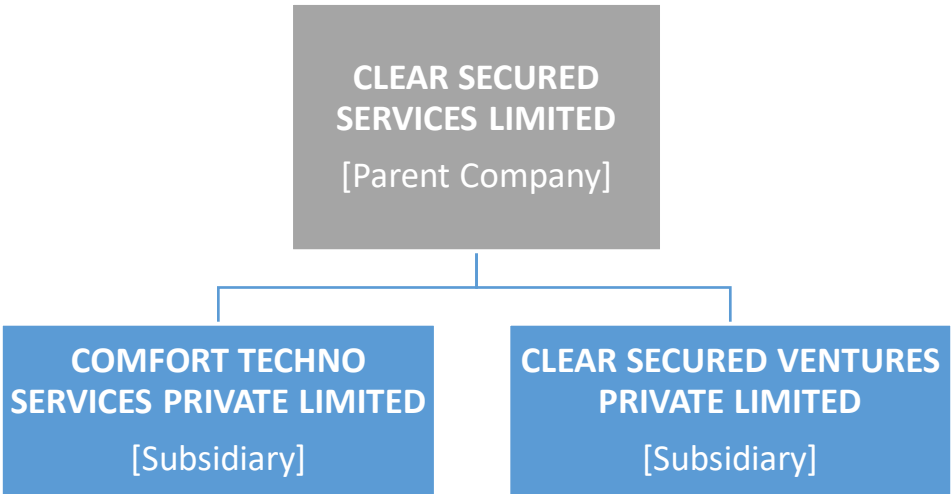 CLEAR SECURED
SERVICES LIMITED
[Parent Company]
COMFORT TECHNO
SERVICES PRIVATE LIMITED
[Subsidiary]
CLEAR SECURED VENTURES
PRIVATE LIMITED
[Subsidiary]